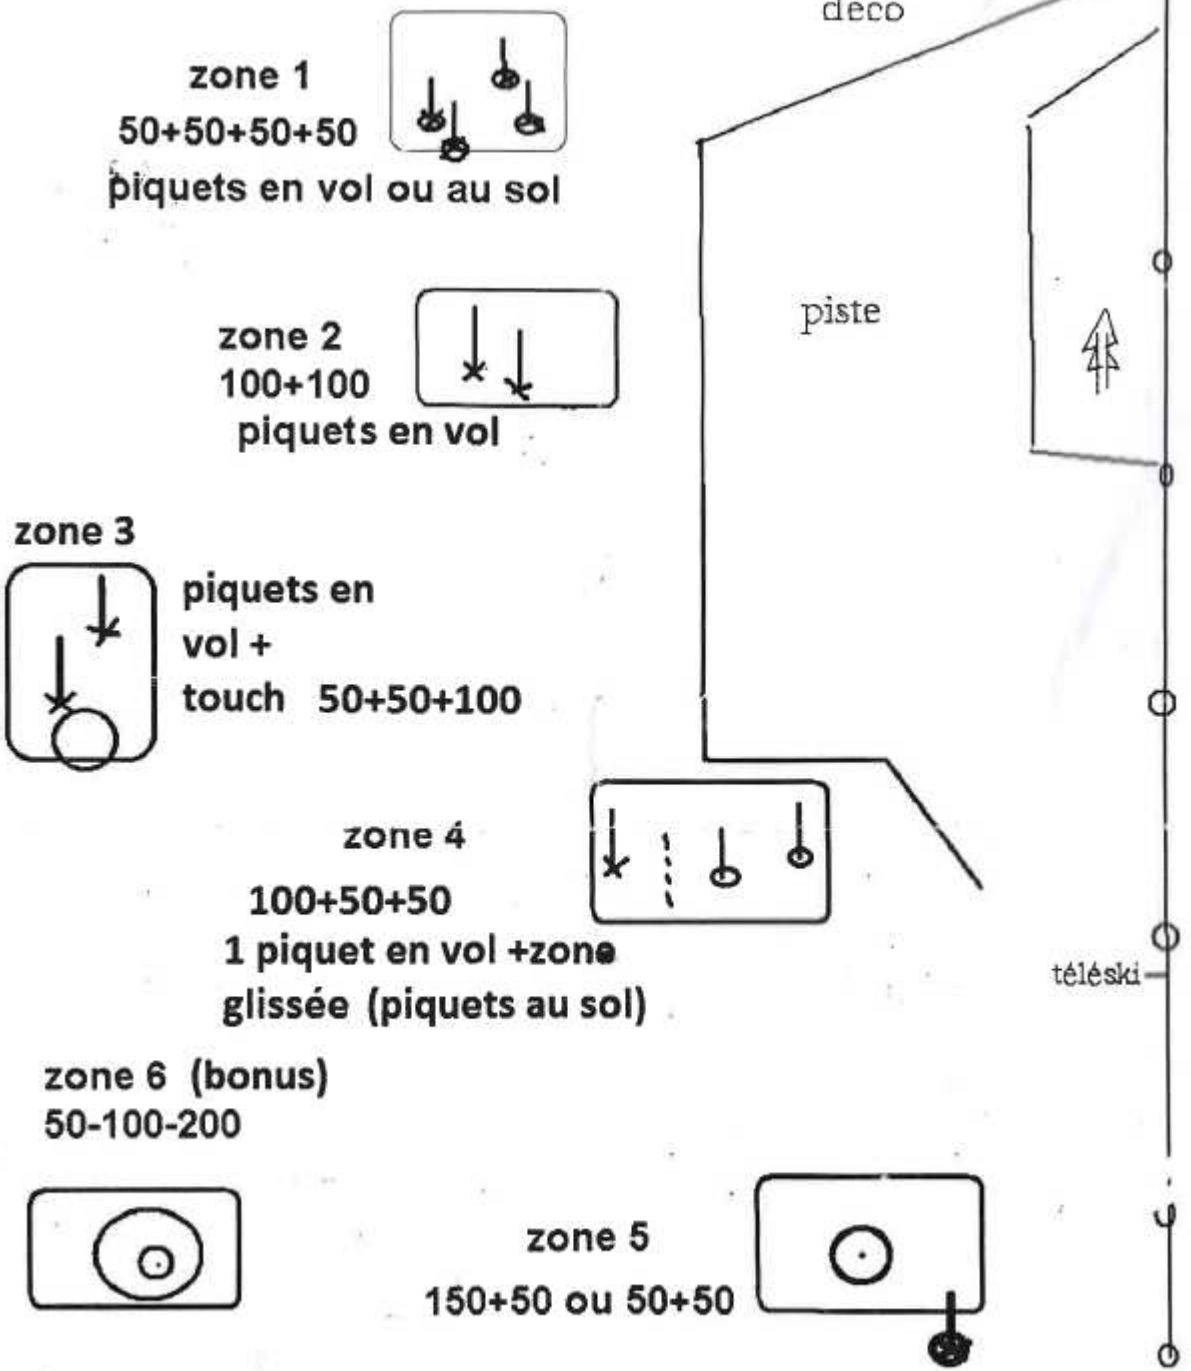 déco
zone 1
50+50+50+50
piquets en vol ou au sol
piste
zone 2
100+100
piquets en vol
zone 3
piquets en
vol +
touch 50+50+100
zone 4
100+50+50
1 piquet en vol +zone
glissée (piquets au sol)
téléski
zone 6 (bonus)
50-100-200
zone 5
150+50 ou 50+50